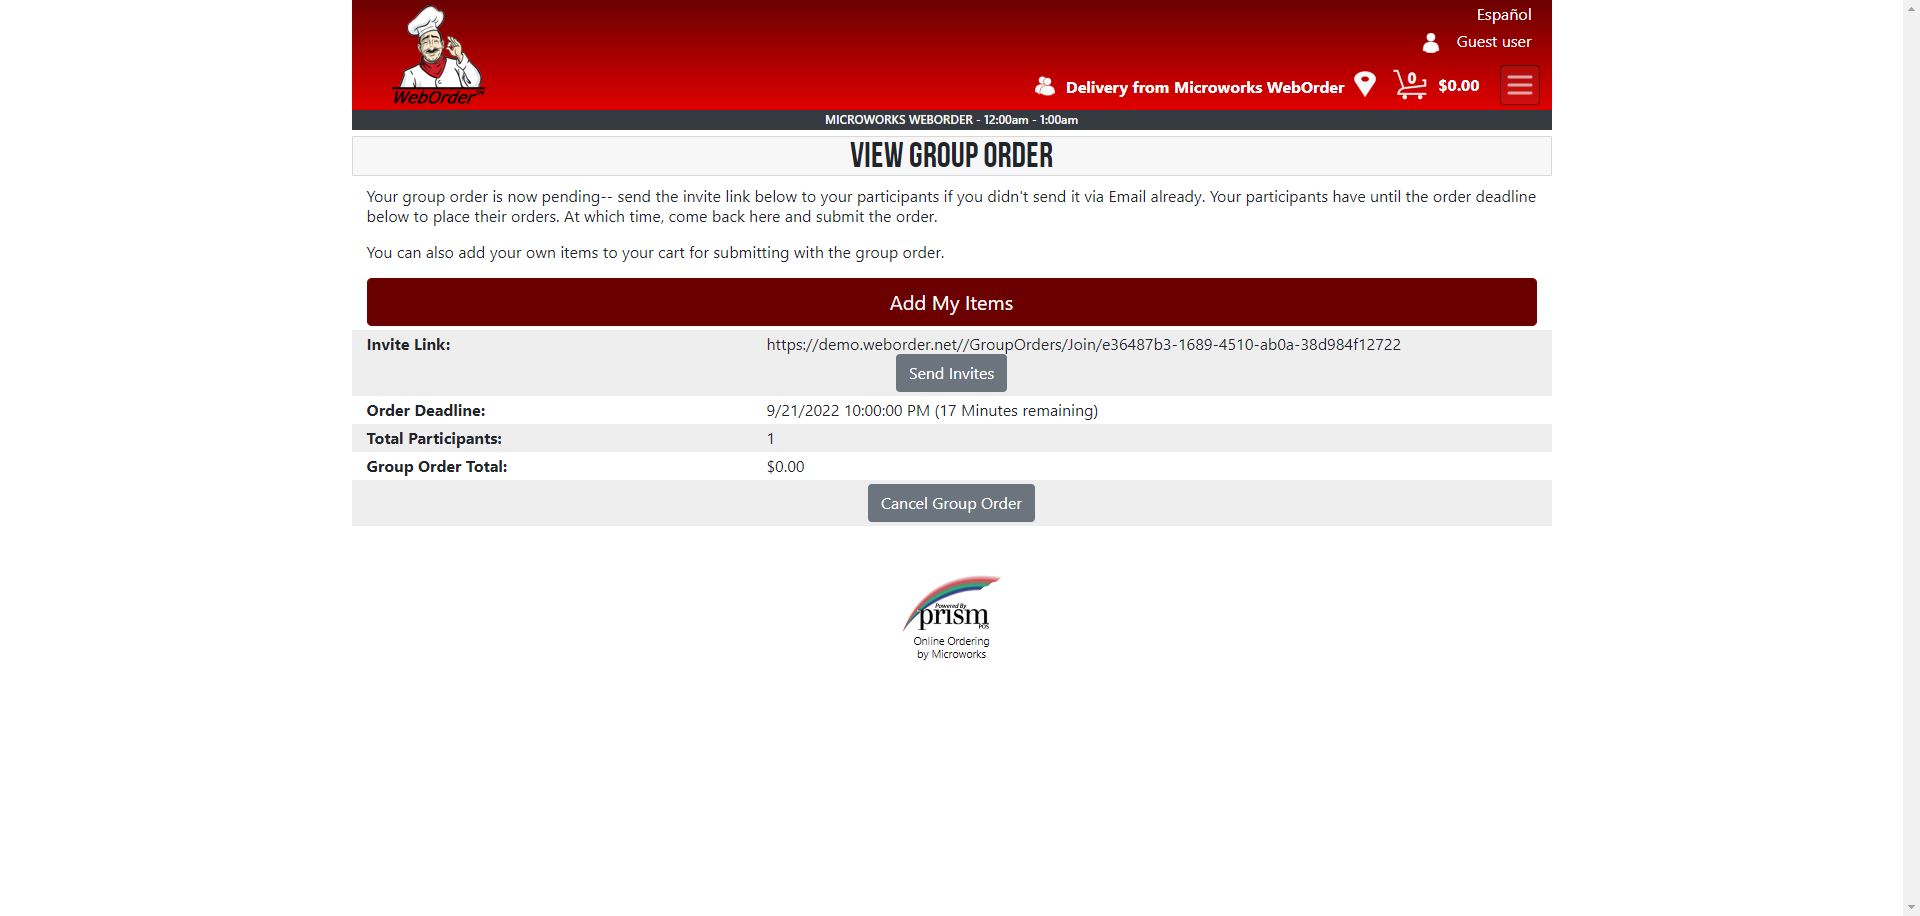 Español
Guest user
WebOrder™
Delivery from Microworks WebOrder 0 $0.00
MICROWORKS WEBORDER - 12:00am - 1:00am
VIEW GROUP ORDER
Your group order is now pending-- send the invite link below to your participants if you didn't send it via Email already. Your participants have until the order deadline
below to place their orders. At which time, come back here and submit the order.
You can also add your own items to your cart for submitting with the group order.
Add My Items
Invite Link: https://demo.weborder.net//GroupOrders/Join/e36487b3-1689-4510-ab0a-38d984f12722
Send Invites
Order Deadline: 9/21/2022 10:00:00 PM (17 Minutes remaining)
Total Participants: 1
Group Order Total: $0.00
Cancel Group Order
Powered By
prism
POS
Online Ordering
by Microworks